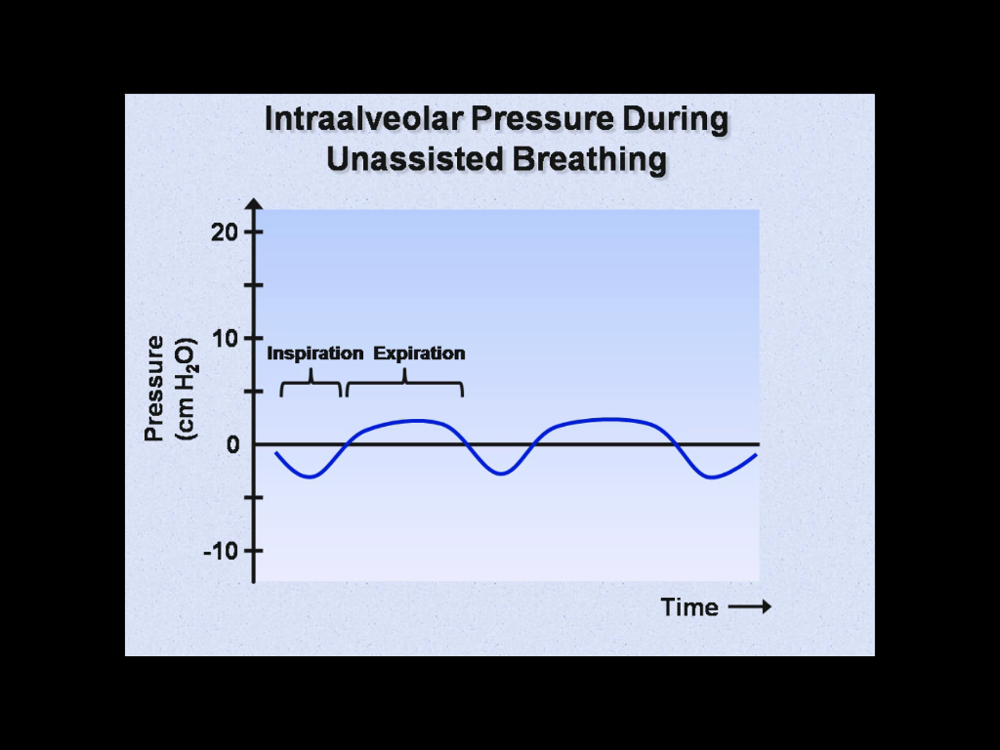 Intraalveolar Pressure During
Unassisted Breathing
20
10
Inspiration Expiration
Pressure
(cm H₂O)
0
-10
Time